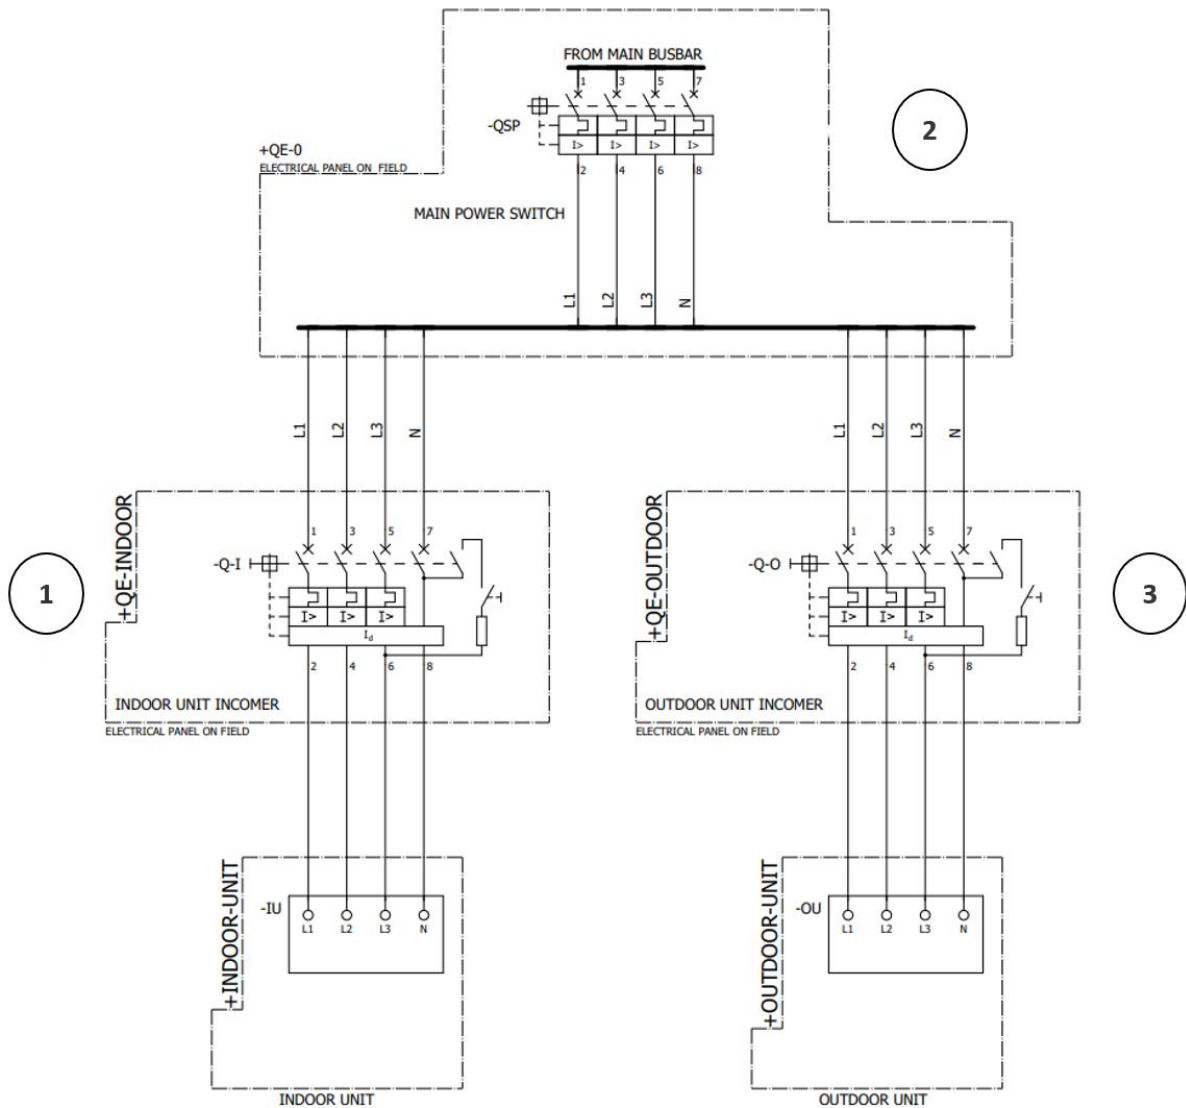 FROM MAIN BUSBAR
1 3 5 7
2
-QSP
I> I> I> I>
+QE-0
ELECTRICAL PANEL ON FIELD
2 4 6 8
MAIN POWER SWITCH
L1 L2 L3 N
L1 L2 L3 N
L1 L2 L3 N
+QE-INDOOR
1 3 5 7
-Q-I
1
I> I> I>
Id
2 4 6 8
INDOOR UNIT INCOMER
ELECTRICAL PANEL ON FIELD
+QE-OUTDOOR
1 3 5 7
-Q-O
3
I> I> I>
Id
2 4 6 8
OUTDOOR UNIT INCOMER
ELECTRICAL PANEL ON FIELD
+INDOOR-UNIT
-IU
L1 L2 L3 N
INDOOR UNIT
+OUTDOOR-UNIT
-OU
L1 L2 L3 N
OUTDOOR UNIT